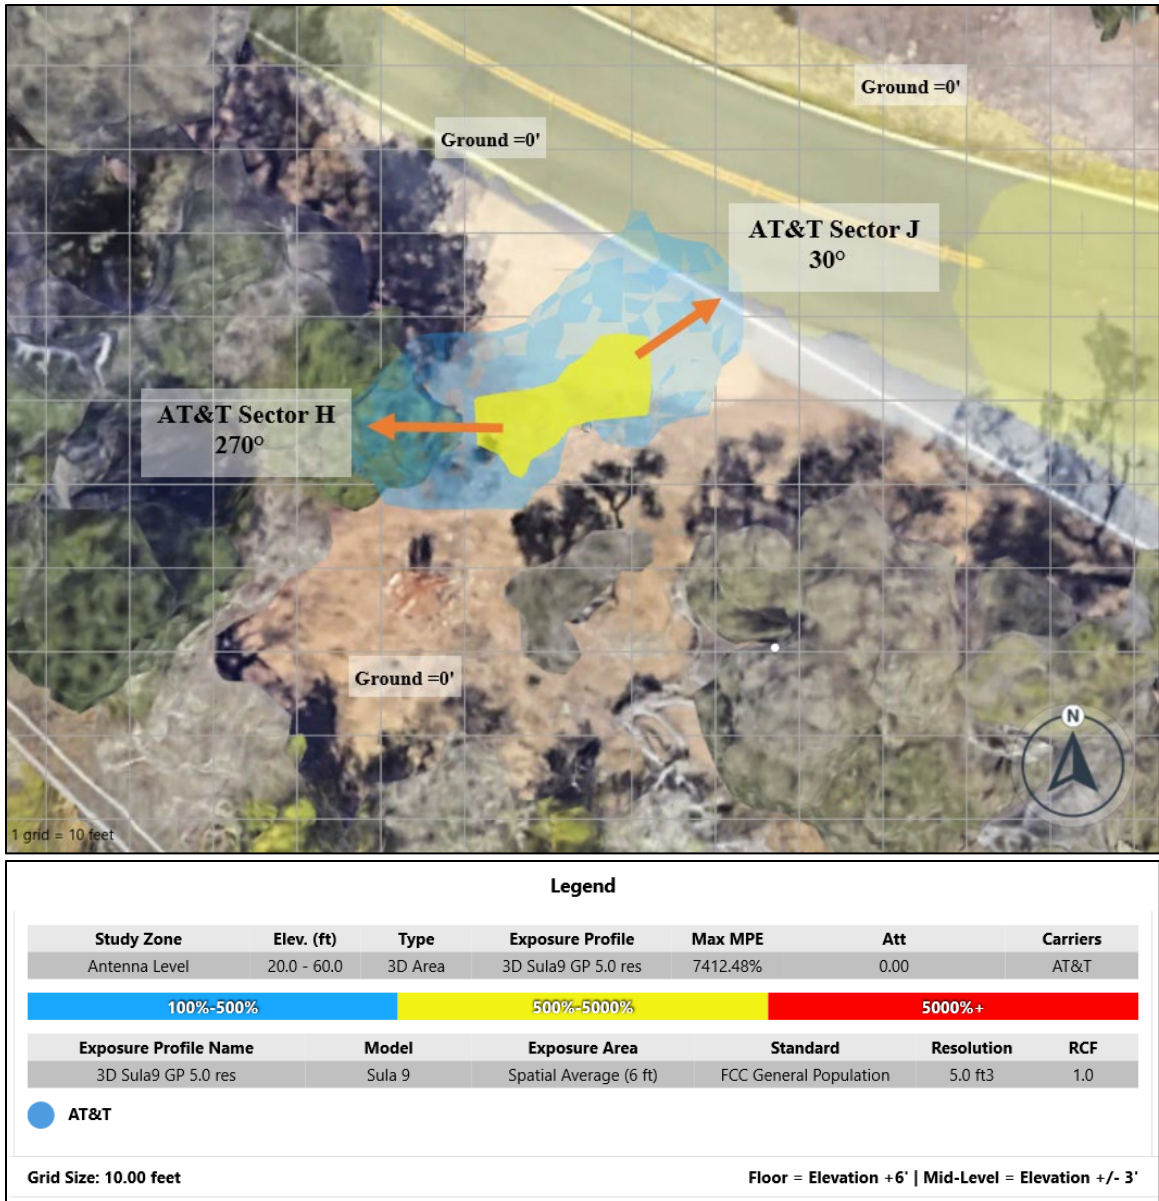 Ground =0'
Ground =0'
AT&T Sector J
30°
AT&T Sector H
270°
Ground =0'
N
1 grid = 10 feet
Legend
Study Zone Elev. (ft) Type Exposure Profile Max MPE Att Carriers
Antenna Level 20.0 - 60.0 3D Area 3D Sula9 GP 5.0 res 7412.48% 0.00 AT&T
100%-500% 500%-5000% 5000%+
Exposure Profile Name Model Exposure Area Standard Resolution RCF
3D Sula9 GP 5.0 res Sula 9 Spatial Average (6 ft) FCC General Population 5.0 ft3 1.0
AT&T
Grid Size: 10.00 feet Floor = Elevation +6' | Mid-Level = Elevation +/- 3'